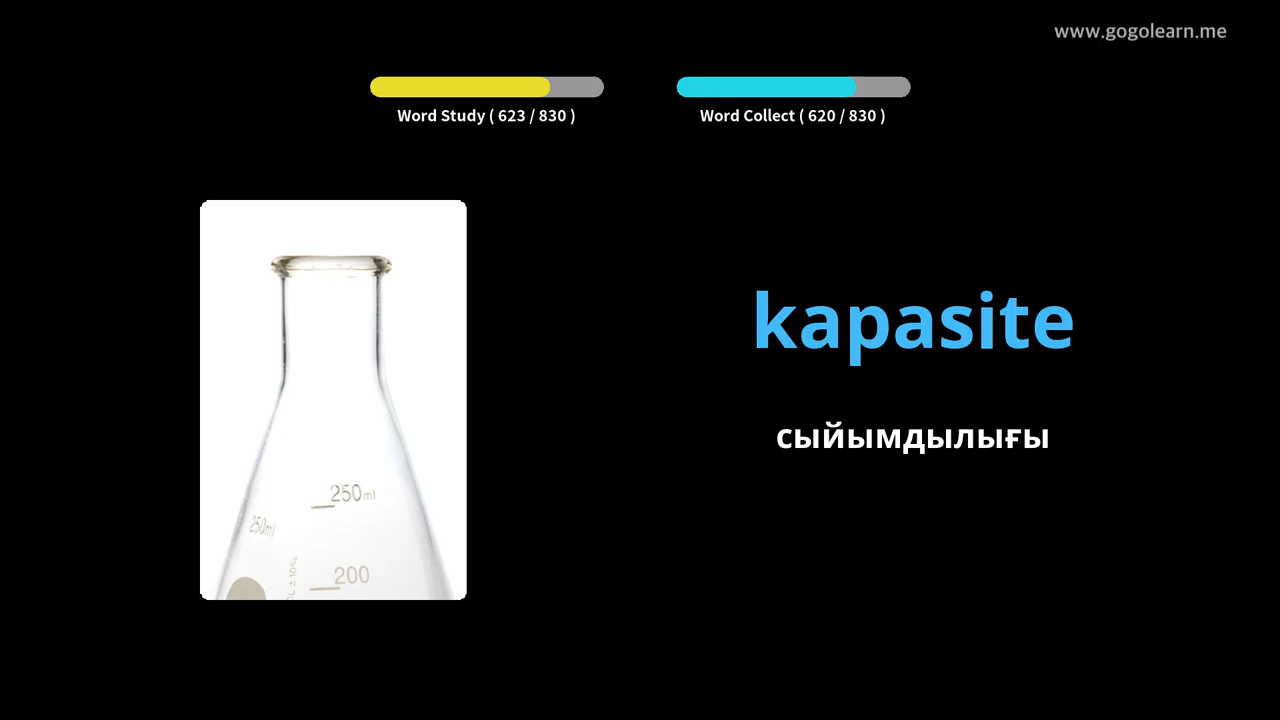 www.gogolearn.me
Word Study ( 623 / 830 )
Word Collect ( 620 / 830 )
kapasite
сыйымдылығы
250ml
250ml
200